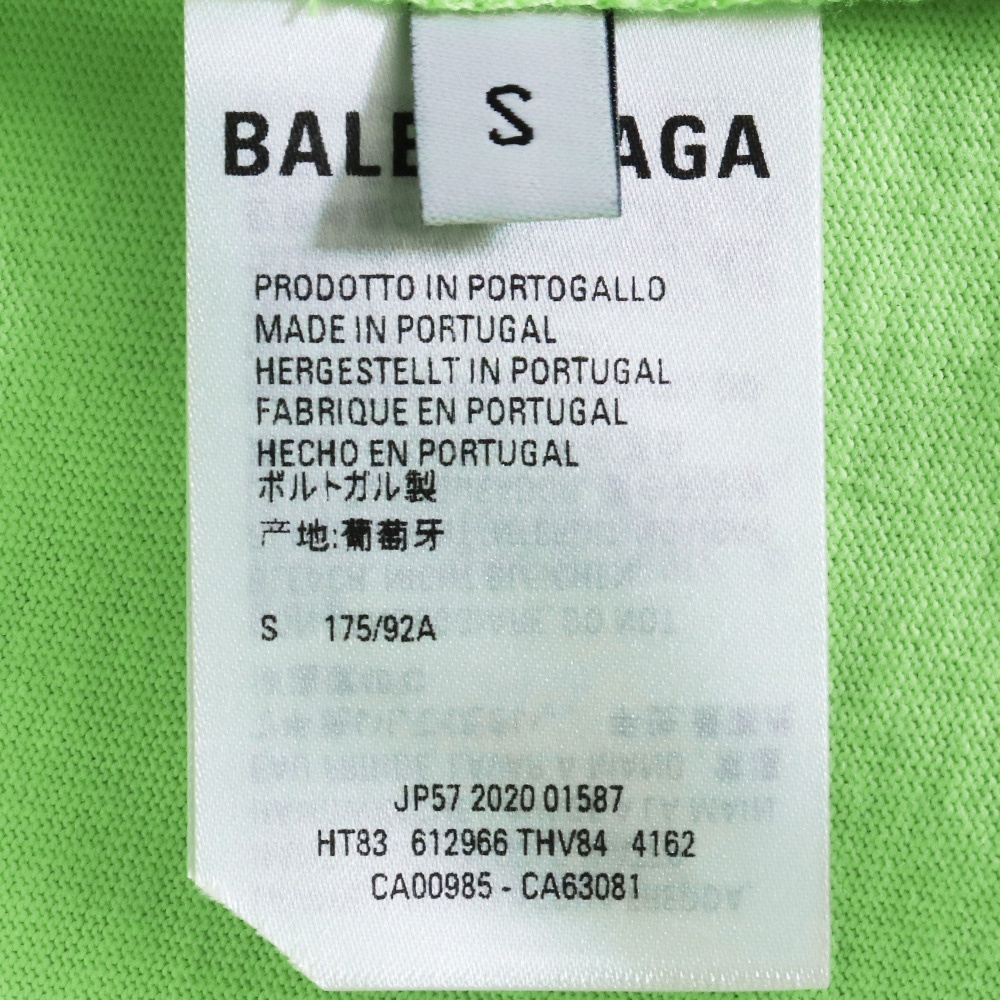 S
BALE AGA
PRODOTTO IN PORTOGALLO
MADE IN PORTUGAL
HERGESTELLT IN PORTUGAL
FABRIQUE EN PORTUGAL
HECHO EN PORTUGAL
ポルトガル製
产地:葡萄牙
S 175/92A
JP57 2020 01587
HT83 612966 THV84 4162
CA00985 - CA63081